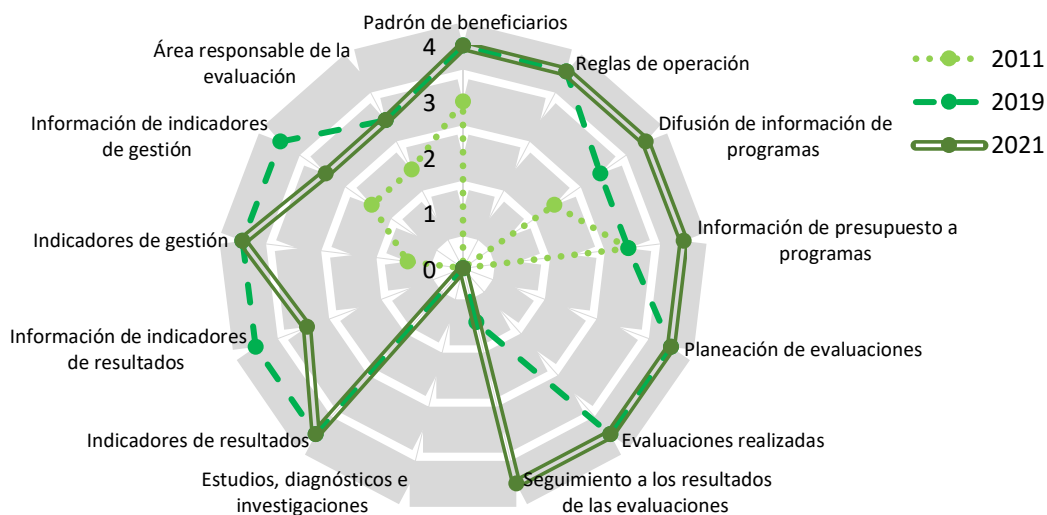 Padrón de beneficiarios
Reglas de operación
Difusión de información de
programas
Información de presupuesto a
programas
Planeación de evaluaciones
Evaluaciones realizadas
Seguimiento a los resultados
de las evaluaciones
Estudios, diagnósticos e
investigaciones
Indicadores de resultados
Información de indicadores
de resultados
Indicadores de gestión
Información de indicadores
de gestión
Área responsable de la
evaluación
4
3
2
1
0
2011
2019
2021